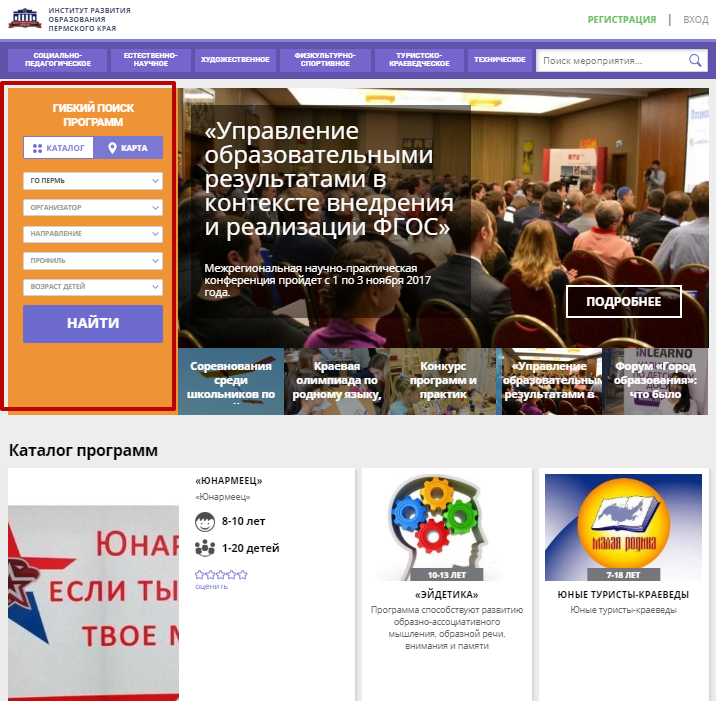 ИНСТИТУТ РАЗВИТИЯ
ОБРАЗОВАНИЯ
ПЕРМСКОГО КРАЯ
РЕГИСТРАЦИЯ | ВХОД
СОЦИАЛЬНО-
ПЕДАГОГИЧЕСКОЕ
ЕСТЕСТВЕННО-
НАУЧНОЕ
ХУДОЖЕСТВЕННОЕ
ФИЗКУЛЬТУРНО-
СПОРТИВНОЕ
ТУРИСТСКО-
КРАЕВЕДЧЕСКОЕ
ТЕХНИЧЕСКОЕ
Поиск мероприятия...
ГИБКИЙ ПОИСК
ПРОГРАММ
КАТАЛОГ
КАРТА
ГО ПЕРМЬ
ОРГАНИЗАТОР
НАПРАВЛЕНИЕ
ПРОФИЛЬ
ВОЗРАСТ ДЕТЕЙ
НАЙТИ
«Управление
образовательными
результатами в
контексте внедрения
и реализации ФГОС»
Межрегиональная научно-практическая
конференция пройдет с 1 по 3 ноября 2017
года.
RTS
ПОДРОБНЕЕ
Соревнования
среди
школьников по
Краевая
олимпиада по
родному языку,
Конкурс
программ и
практик
«Управление
образовательными
результатами в
INLEARNO
Форум «Город
образования»:
что было
Каталог программ
ЮНАРМ
ЕСЛИ ТЫ
ТВОЕ М
«ЮНАРМЕЕЦ»
«Юнармеец»
8-10 лет
1-20 детей
оценить
10-13 ЛЕТ
«ЭЙДЕТИКА»
Программа способствуют развитию
образно-ассоциативного
мышления, образной речи,
внимания и памяти
МАЛАЯ РОДИНА
7-18 ЛЕТ
ЮНЫЕ ТУРИСТЫ-КРАЕВЕДЫ
Юные туристы-краеведы